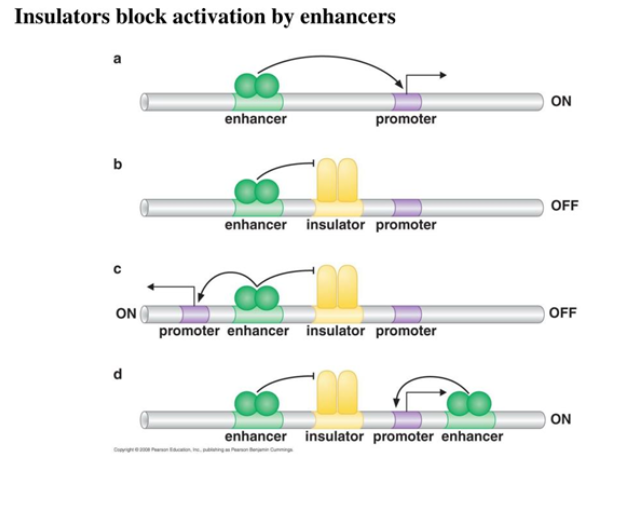 Insulators block activation by enhancers
a
ON
enhancer promoter
b
OFF
enhancer insulator promoter
c
ON OFF
promoter enhancer insulator promoter
d
ON
enhancer insulator promoter enhancer
Copyright © 2008 Pearson Education, Inc., publishing as Pearson Benjamin Cummings.